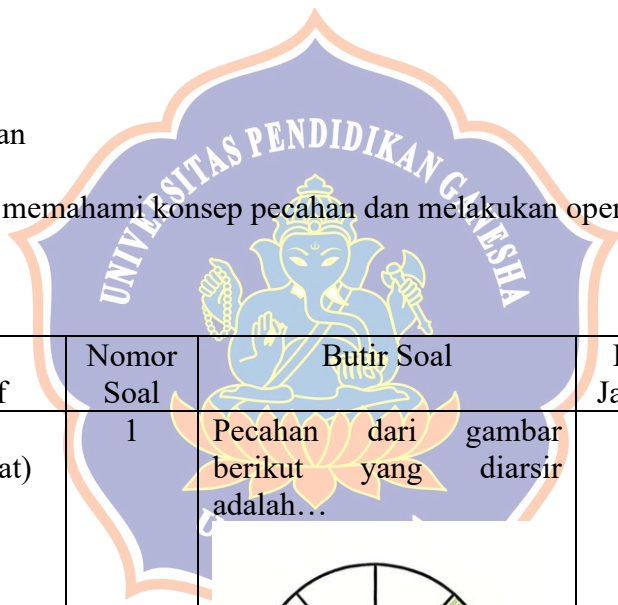 an
UNIVERSITAS PENDIDIKAN GANESHA
memahami konsep pecahan dan melakukan oper
Nomor
Soal
Butir Soal
f
Ja
1
at)
Pecahan dari gambar
berikut yang diarsir
adalah…